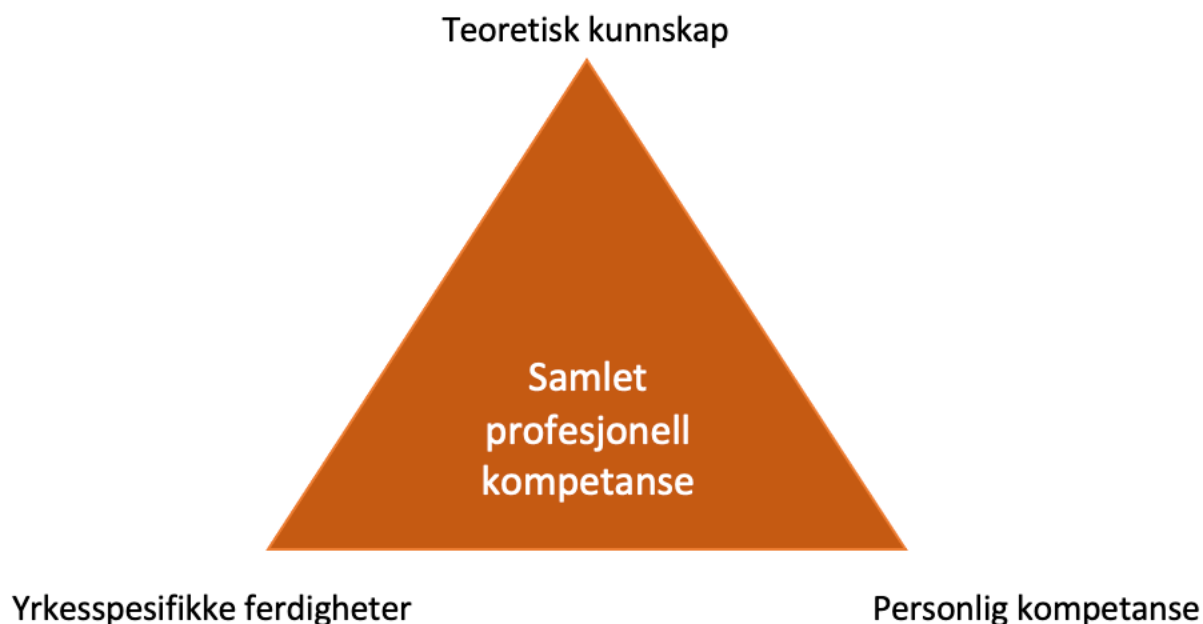 Teoretisk kunnskap
Samlet
profesjonell
kompetanse
Yrkesspesifikke ferdigheter
Personlig kompetanse